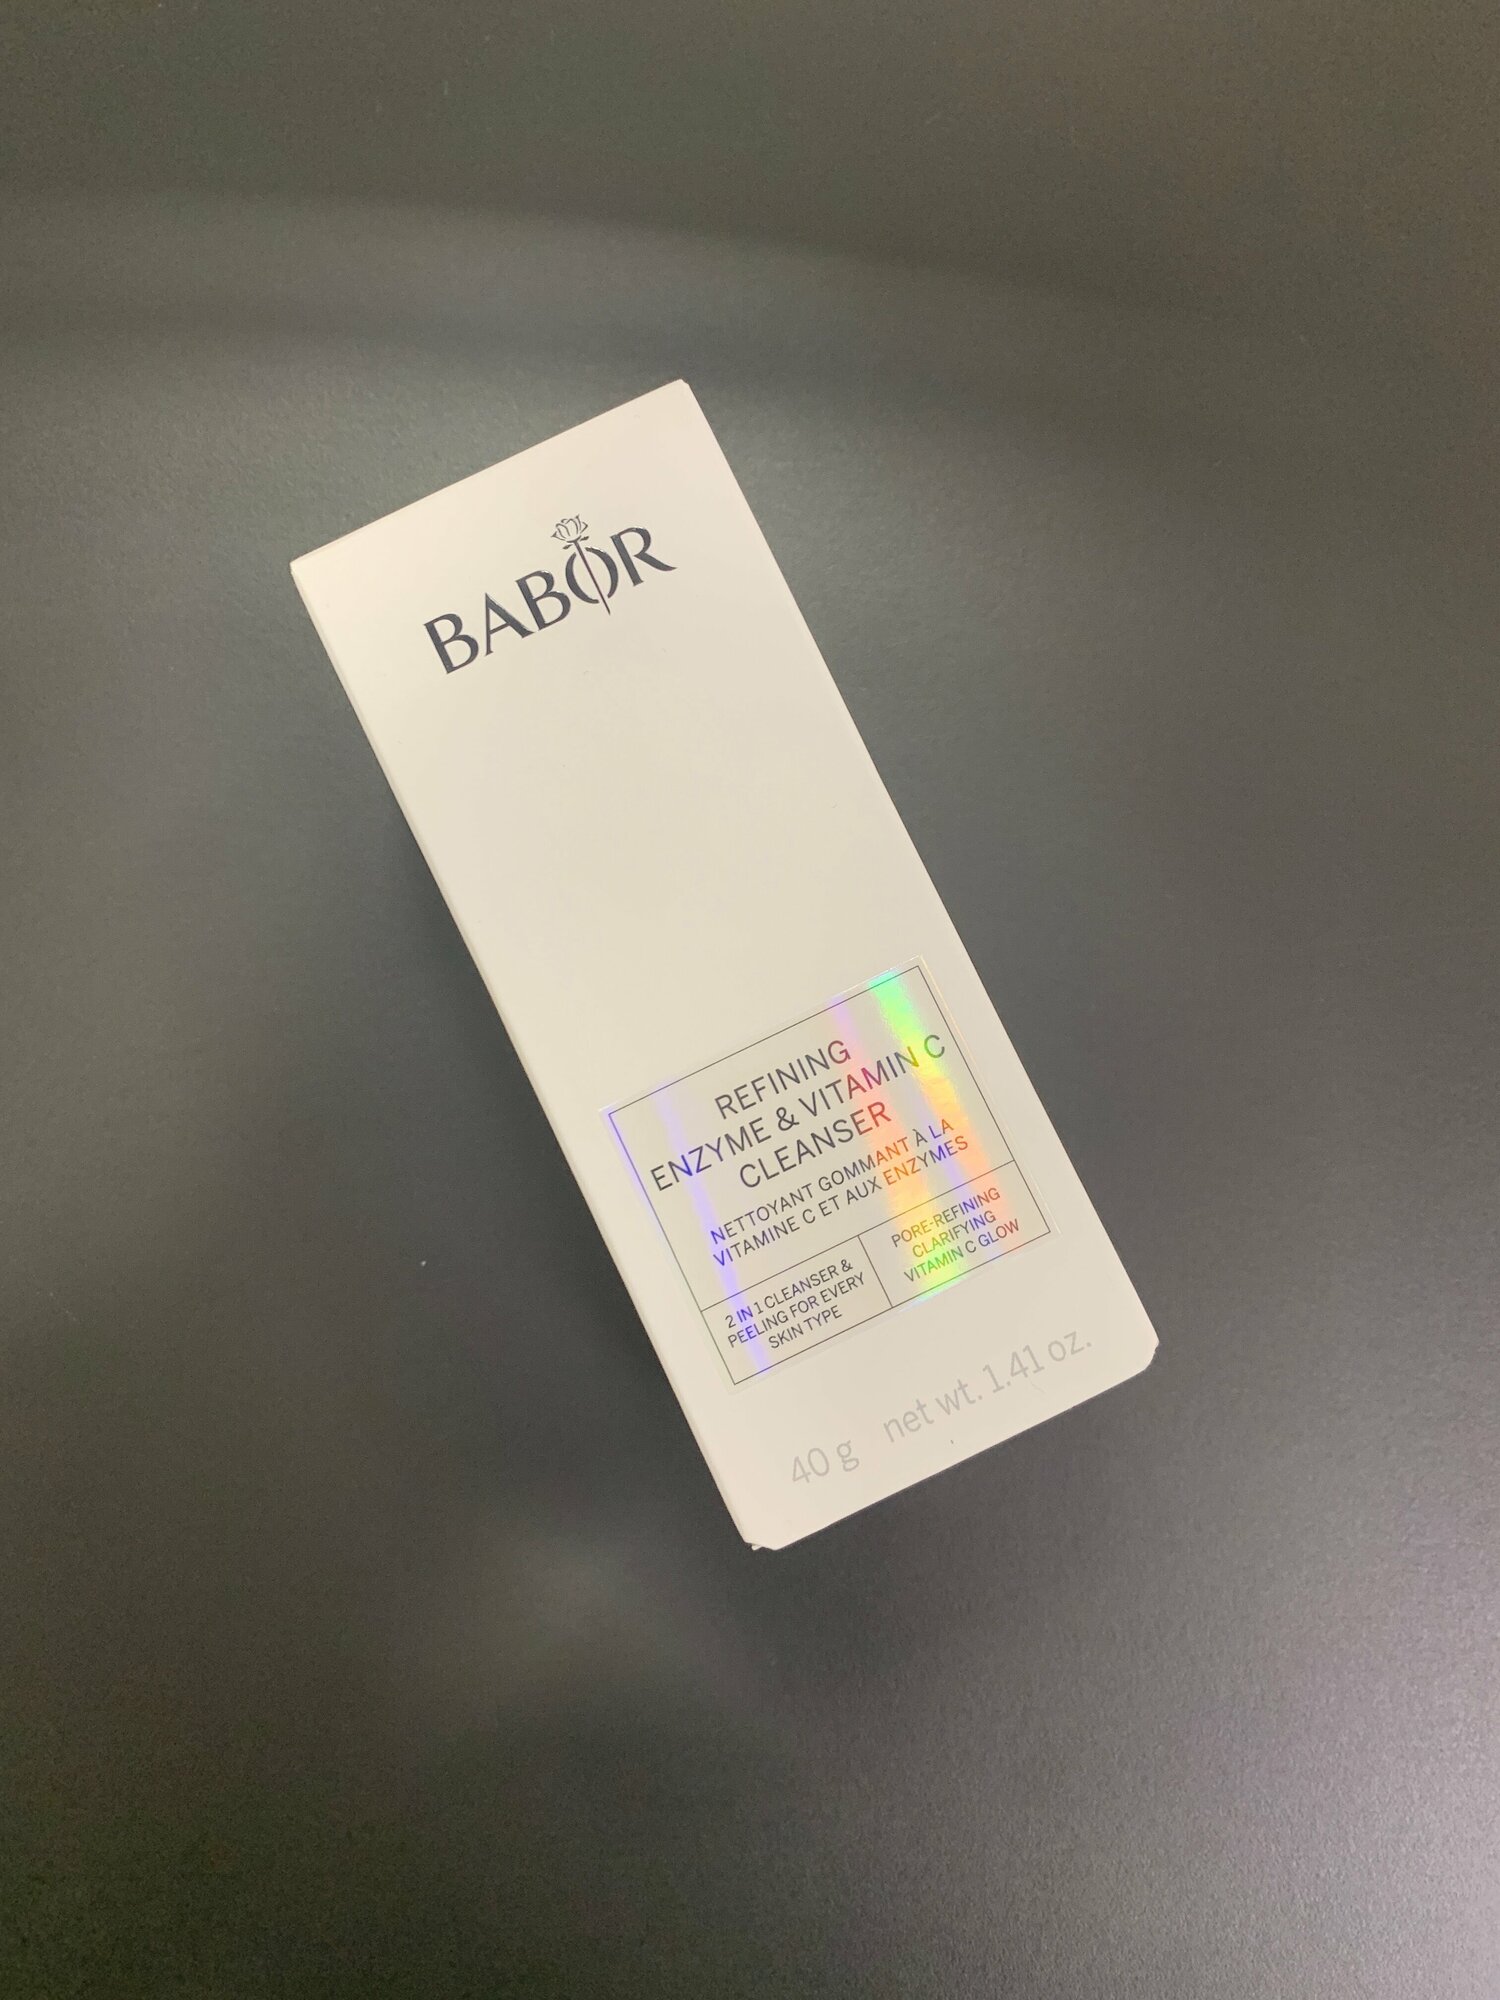 BABOR
REFINING
ENZYME & VITAMIN C
CLEANSER
NETTOYANT GOMMANT À LA
VITAMINE C ET AUX ENZYMES
2 IN 1 CLEANSER &
PEELING FOR EVERY
SKIN TYPE
PORE-REFINING
CLARIFYING
VITAMIN C GLOW
40 g net wt. 1.41 oz.